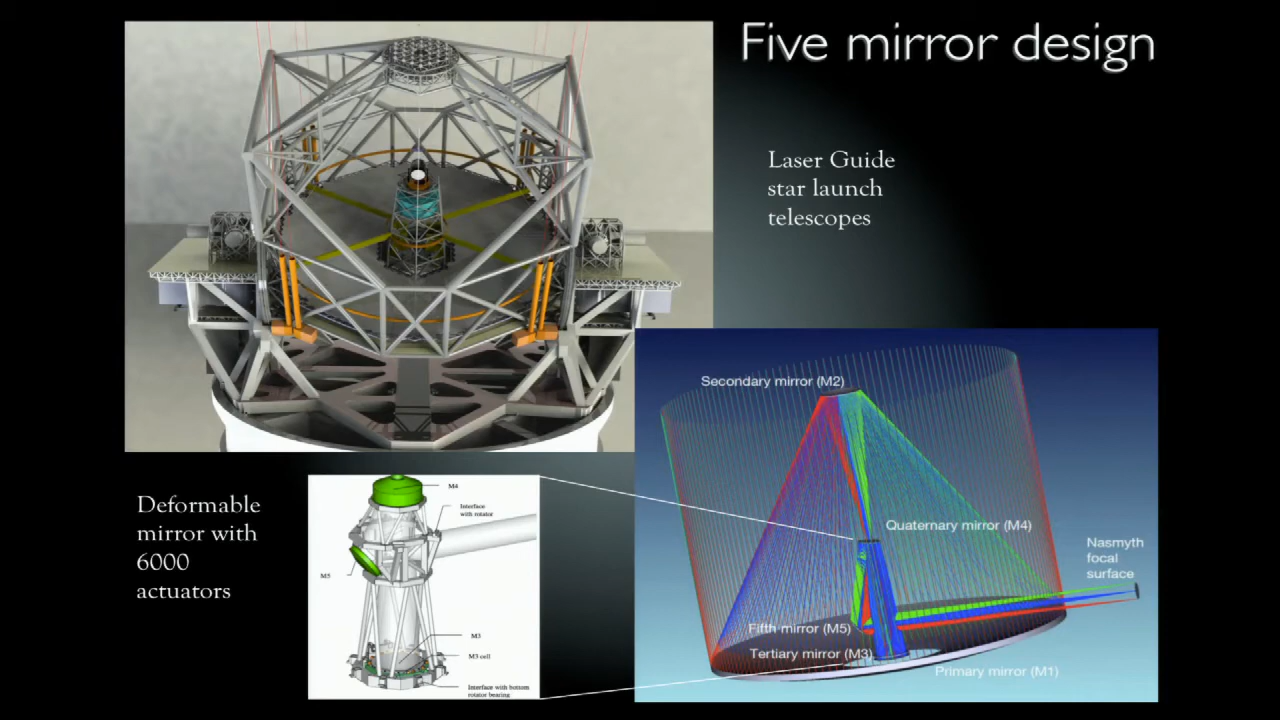 Five mirror design
Laser Guide
star launch
telescopes
Secondary mirror (M2)
Quaternary mirror (M4)
Nasmyth
focal
surface
Fifth mirror (M5)
Tertiary mirror (M3)
Primary mirror (M1)
Deformable
mirror with
6000
actuators
M4
Interface
with rotator
M5
M3
M3 cell
Interface with bottom
rotator bearing